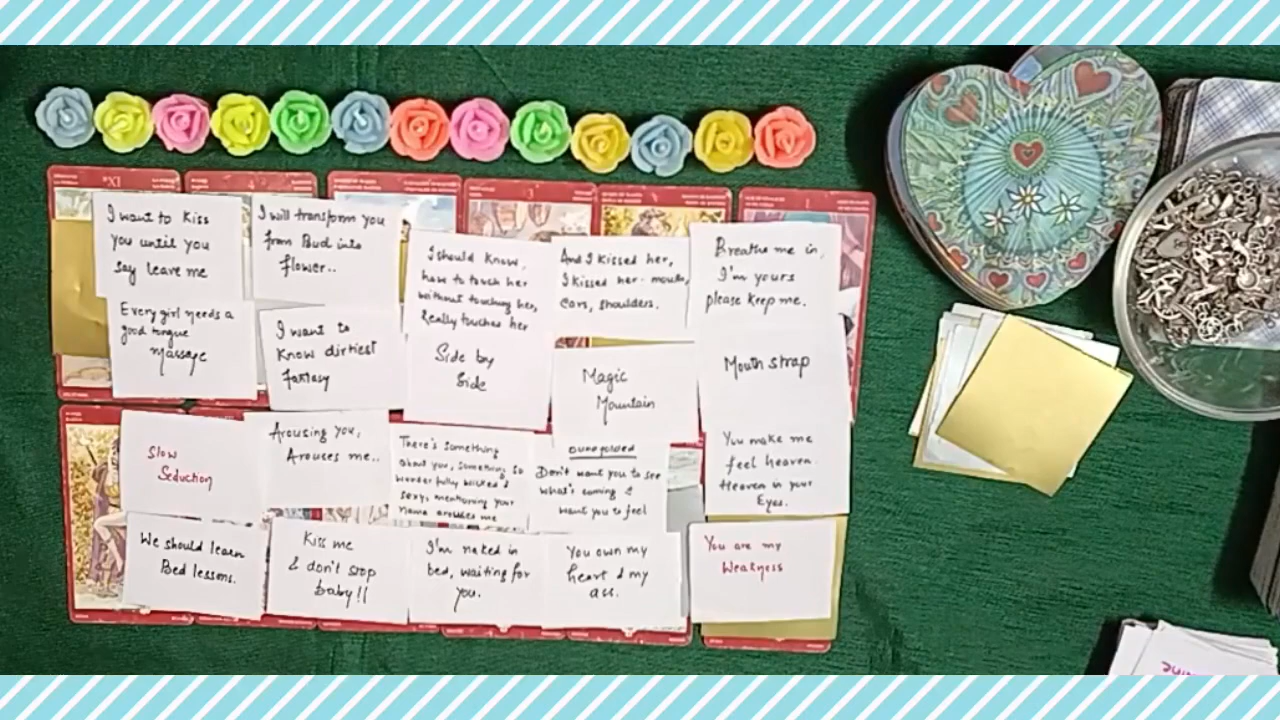 I want to Kiss
you until you
say leave me
I will transform you
from Bud into
flower..
I should know,
have to touch her
without touching her,
Really touches her
And I kissed her,
I kissed her - mouth,
Ears, shoulders.
Breathe me in,
I'm yours
please keep me.
Every girl needs a
good tongue
Massage
I want to
Know dirtiest
fantasy
Side by
Side
Magic
Mountain
Mouth strap
Slow
Seduction
Arousing you,
Arouses me..
There's something
about you, something so
wonderfully wicked &
sexy, mentioning your
name arouses me
Don't want you to see
what's coming &
want you to feel
You make me
feel heaven
Heaven in your
Eyes.
We should learn
Bed lessons.
Kiss me
& don't stop
baby!!
I'm naked in
bed, waiting for
you.
You own my
heart & my
ass.
You are my
Weakness